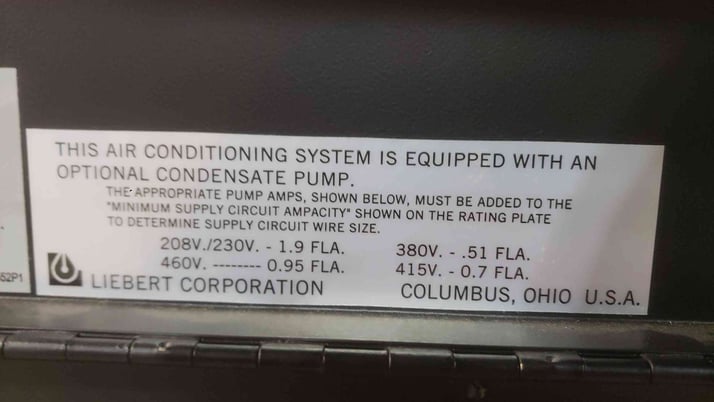 THIS AIR CONDITIONING SYSTEM IS EQUIPPED WITH AN
OPTIONAL CONDENSATE PUMP.
THE APPROPRIATE PUMP AMPS, SHOWN BELOW, MUST BE ADDED TO THE
"MINIMUM SUPPLY CIRCUIT AMPACITY" SHOWN ON THE RATING PLATE
TO DETERMINE SUPPLY CIRCUIT WIRE SIZE.
208V./230V. - 1.9 FLA. 380V. - .51 FLA.
460V. -------- 0.95 FLA. 415V. - 0.7 FLA.
LIEBERT CORPORATION COLUMBUS, OHIO U.S.A.
52P1